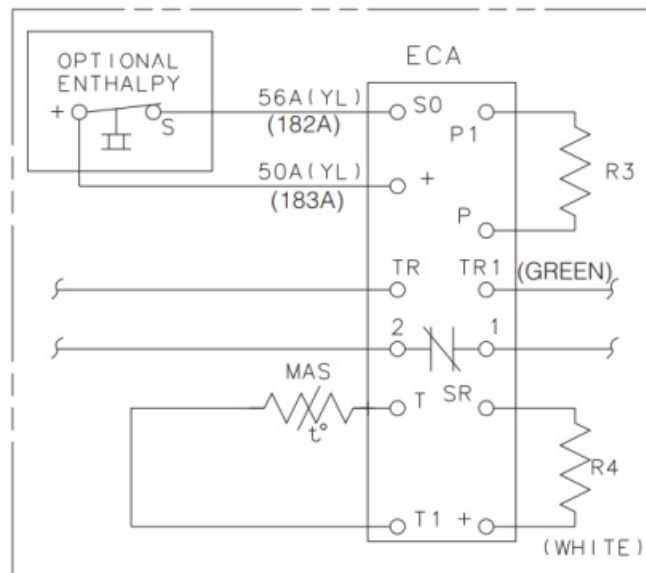 OPTIONAL
ENTHALPY
+
S
ECA
56A(YL)
(182A)
SO
P1
R3
50A(YL)
(183A)
+
P
TR
TR1
(GREEN)
2
1
MAS
t°
T
SR
R4
T1
+
(WHITE)